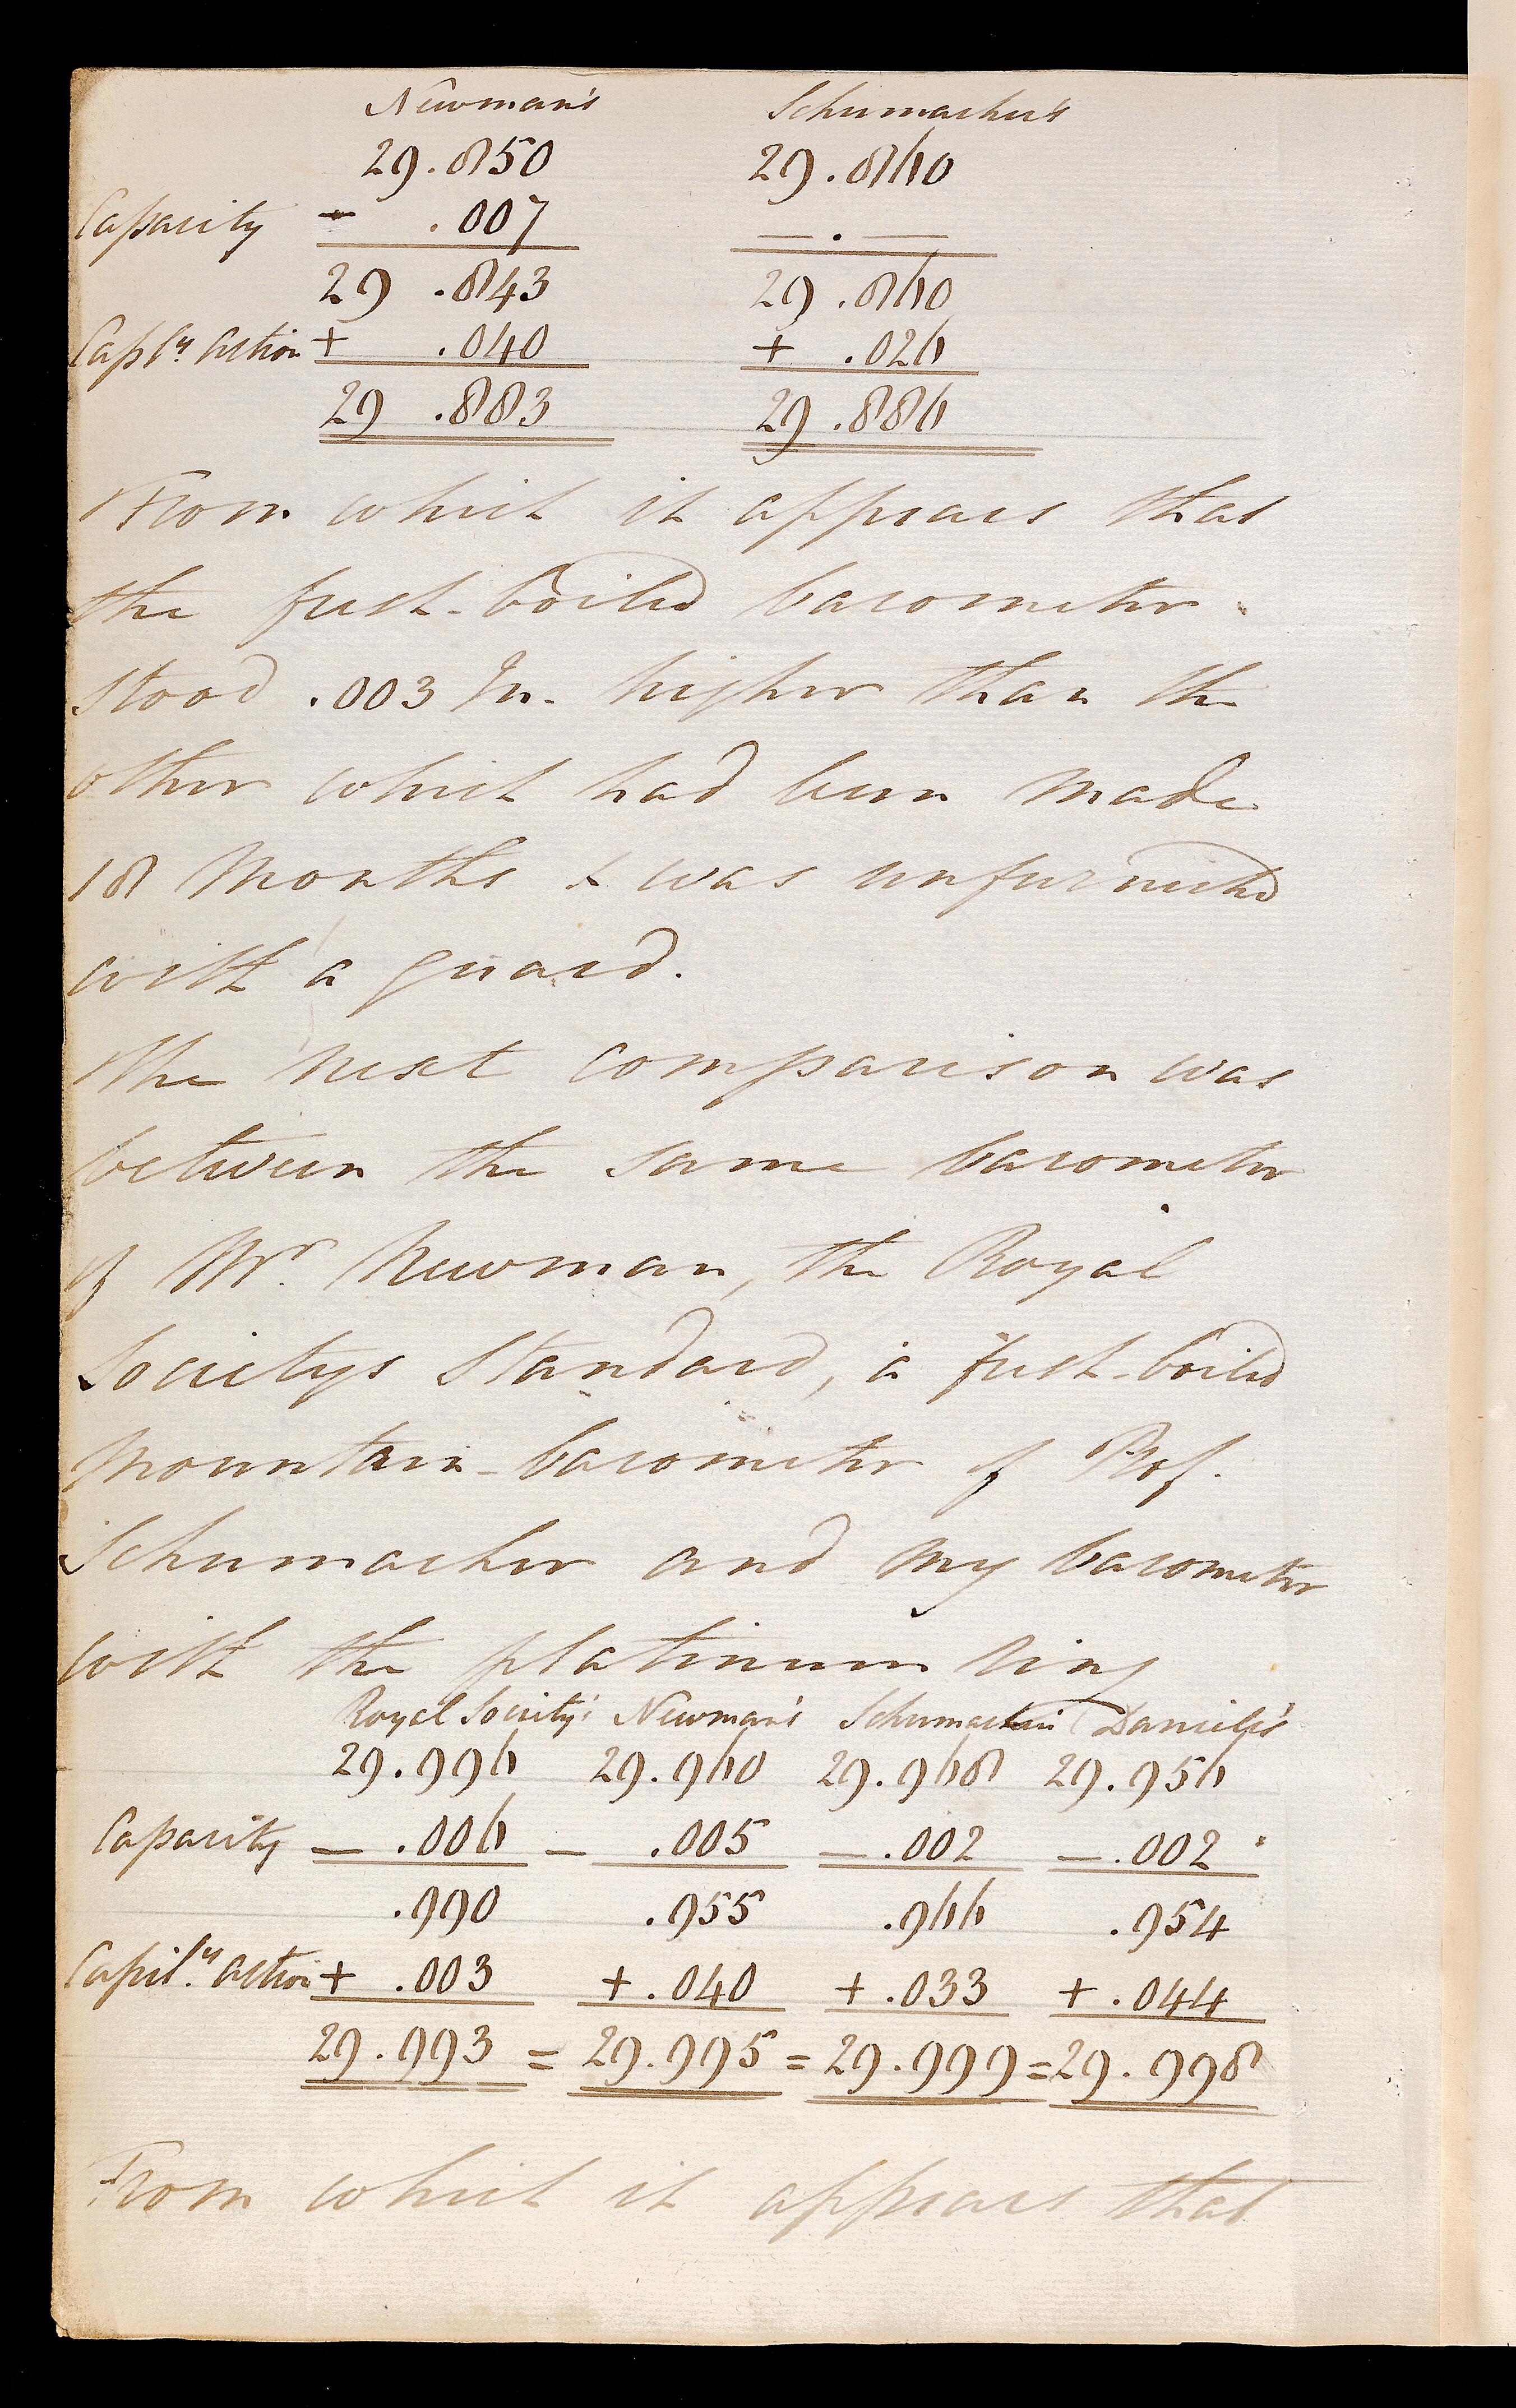 Newman's Schumacher's
29.850 29.860
Capacity - .007 — . —
29 .843 29.860
Capl.y action + .040 + .026
29 .883 29.886
From which it appears that
the fresh-boiled barometer
stood .003 In. higher than the
other which had been made
18 Months & was unfurnished
with a guard.
The next comparison was
between the same barometer
of Mr. Newman, the Royal
Societys Standard, a fresh-boiled
Mountain-barometer of Prof.
Schumacher and my barometer
with the platinum ring
Royal Society's Newman's Schumacher's Daniell's
29.996 29.960 29.968 29.956
Capacity — .006 — .005 — .002 — .002
.990 .955 .966 .954
Capil.y action + .003 + .040 + .033 + .044
29.993 = 29.995 = 29.999 = 29.998
From which it appears that